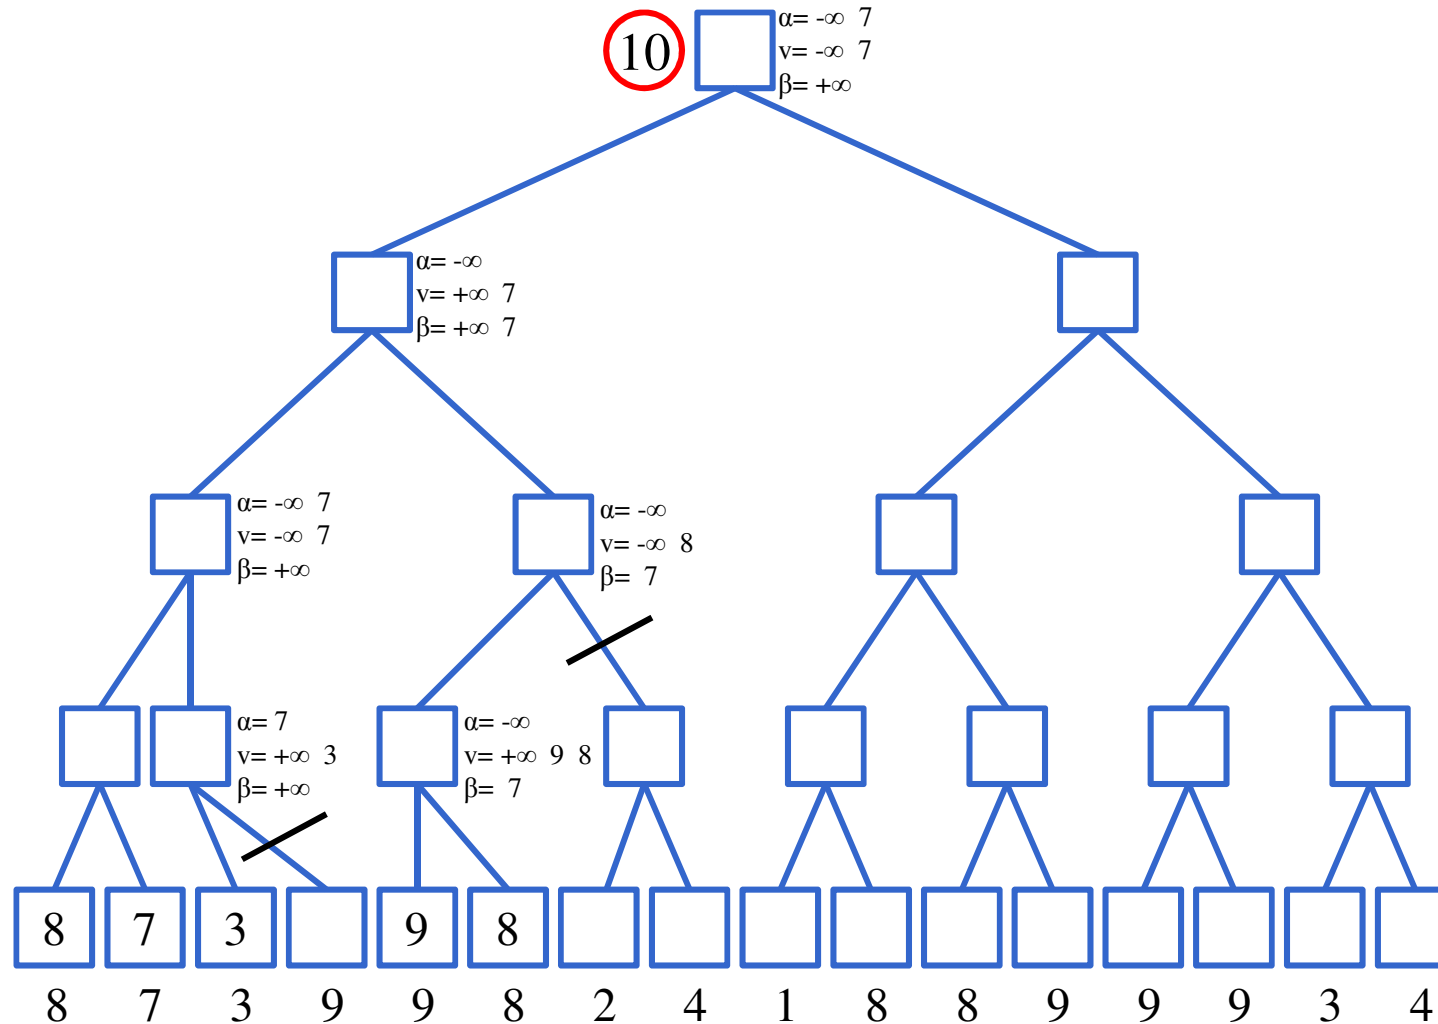 10
α= -∞ 7
v= -∞ 7
β= +∞
α= -∞
v= +∞ 7
β= +∞ 7
α= -∞ 7
v= -∞ 7
β= +∞
α= -∞
v= -∞ 8
β= 7
α= 7
v= +∞ 3
β= +∞
α= -∞
v= +∞ 9 8
β= 7
8 7 3 9 8
8 7 3 9 9 8 2 4 1 8 8 9 9 9 3 4